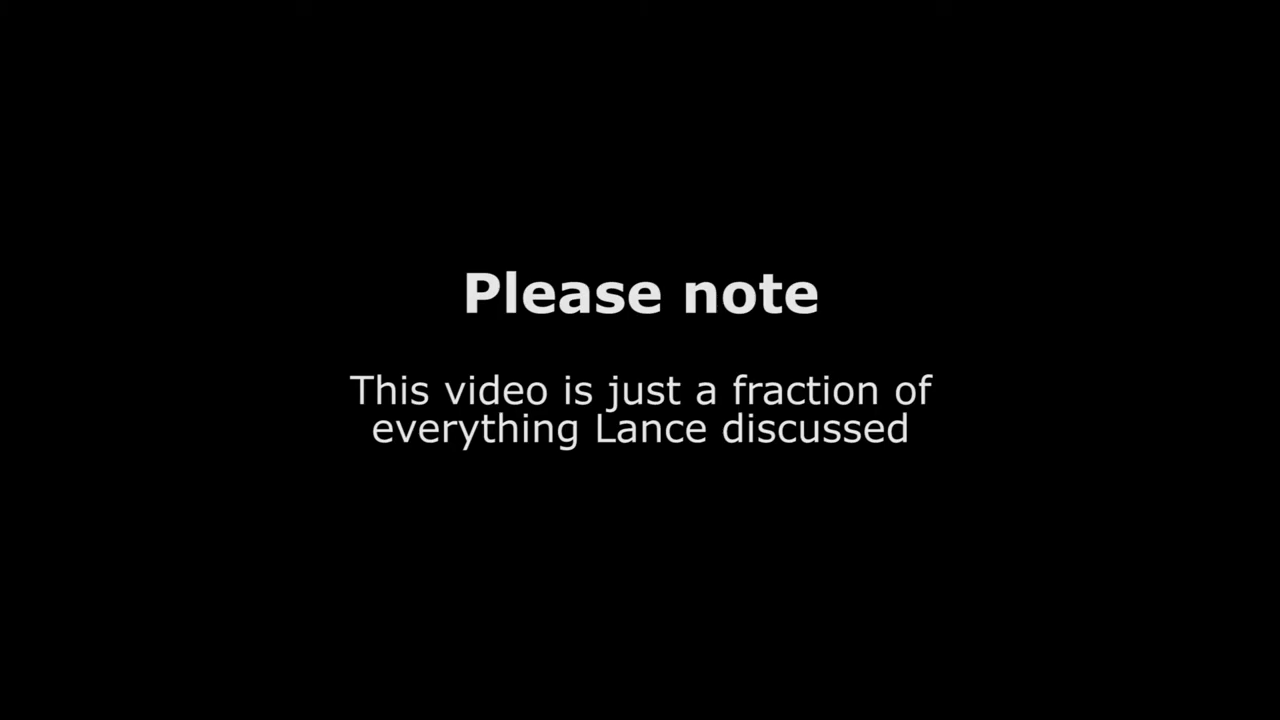 Please note
This video is just a fraction of
everything Lance discussed